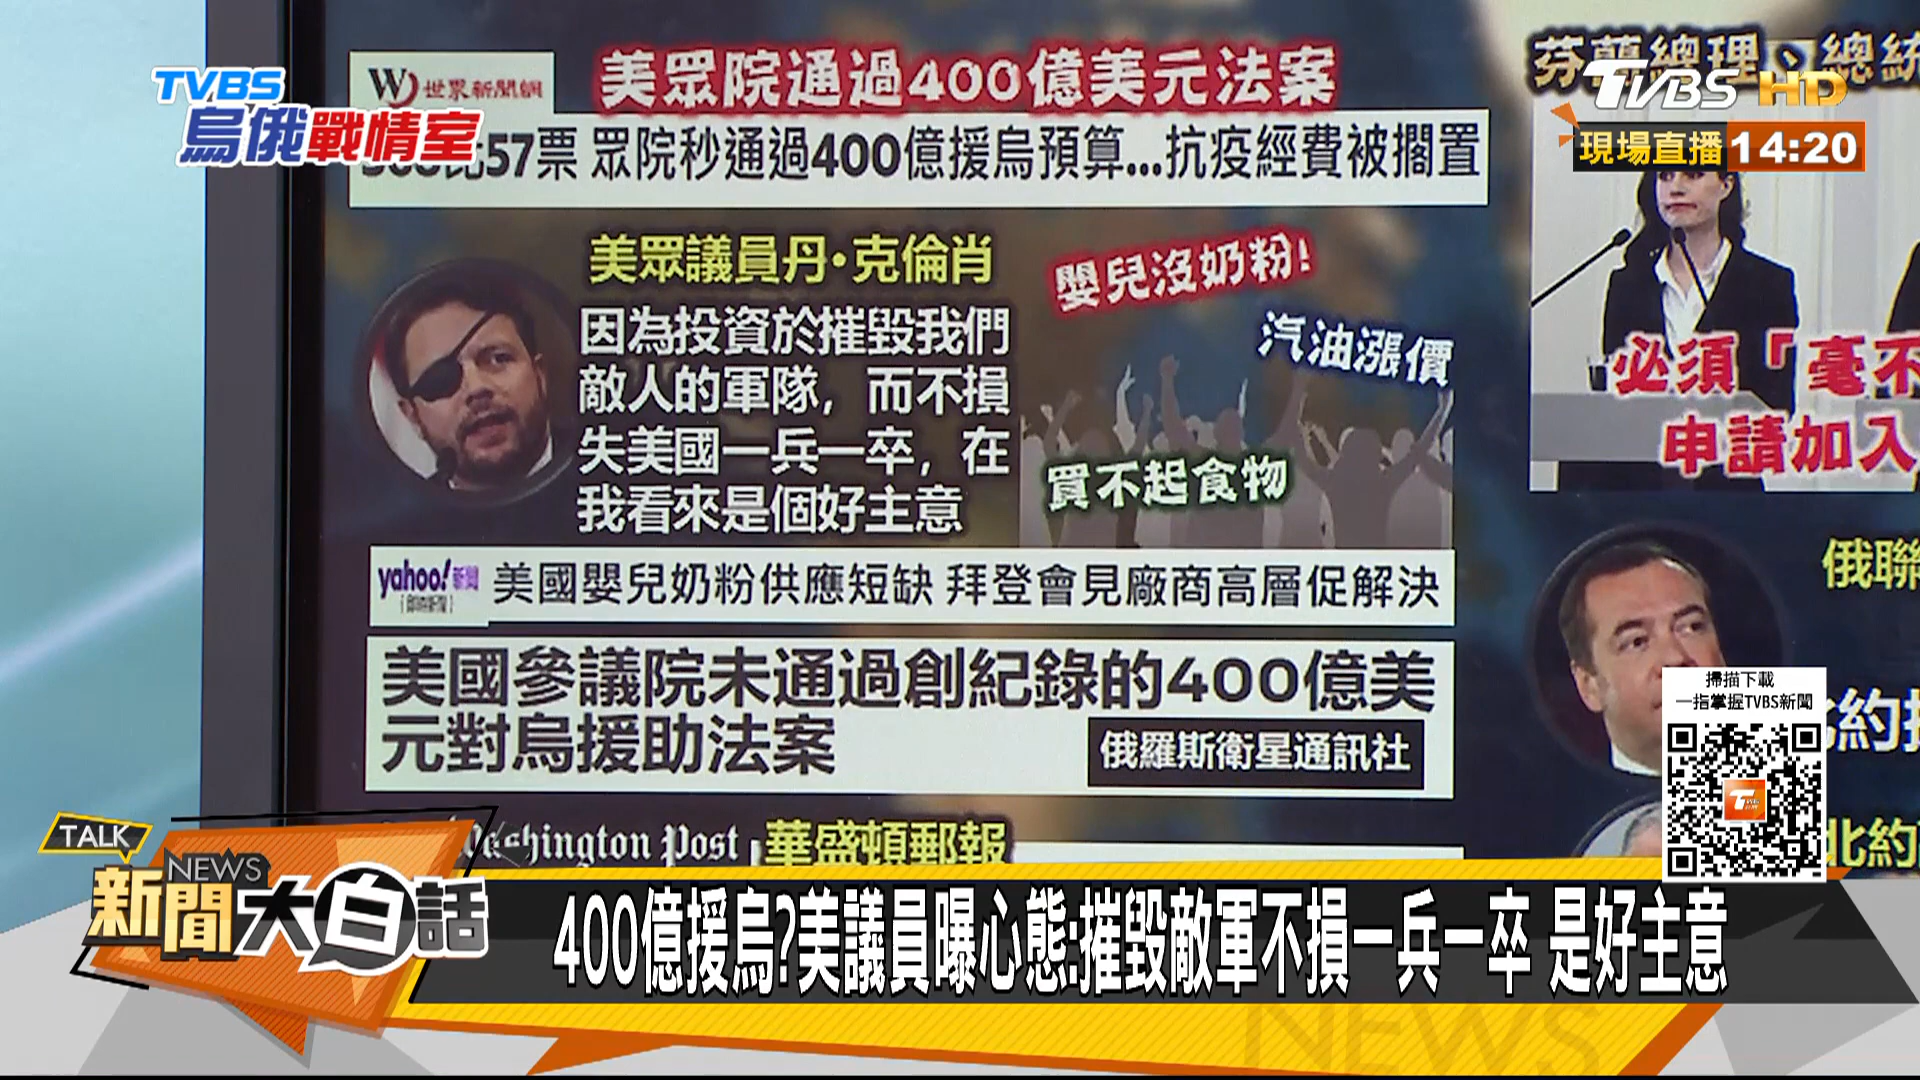 TVBS
烏俄戰情室
世界新聞網
美眾院通過400億美元法案
比57票 眾院秒通過400億援烏預算...抗疫經費被擱置
美眾議員丹·克倫肖
因為投資於摧毀我們
敵人的軍隊，而不損
失美國一兵一卒，在
我看來是個好主意
嬰兒沒奶粉!
汽油漲價
買不起食物
yahoo!新聞
美國嬰兒奶粉供應短缺 拜登會見廠商高層促解決
美國參議院未通過創紀錄的400億美
元對烏援助法案
俄羅斯衛星通訊社
Washington Post
華盛頓郵報
芬蘭總理、總統
TVBS HD
現場直播 14:20
必須「毫不
申請加入
俄聯
北約
掃描下載
一指掌握TVBS新聞
TALK
NEWS
新聞大白話
400億援烏?美議員曝心態:摧毀敵軍不損一兵一卒 是好主意
NEWS